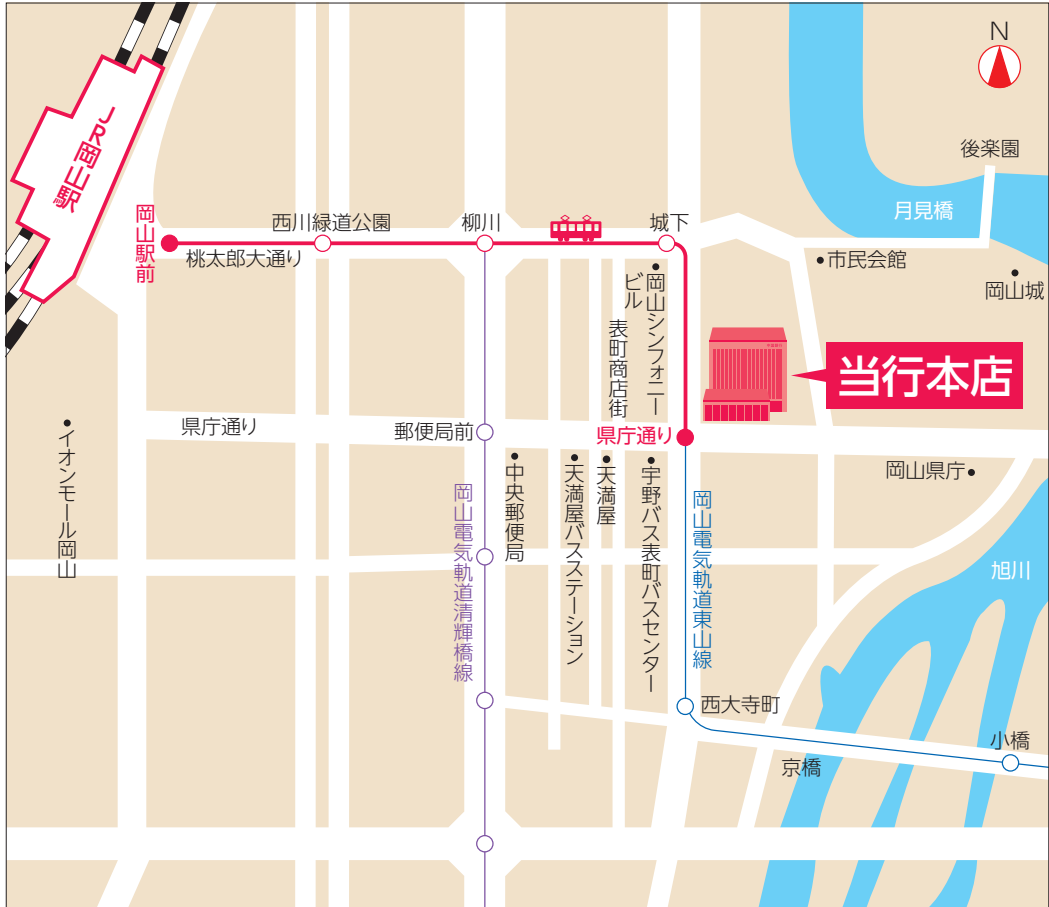 N
後楽園
月見橋
JR岡山駅
岡山駅前
西川緑道公園
柳川
城下
桃太郎大通り
市民会館
岡山城
岡山シンフォニー
ビル
表町商店街
当行本店
県庁通り
郵便局前
県庁通り
岡山県庁
イオンモール岡山
中央郵便局
天満屋バスステーション
天満屋
宇野バス表町バスセンター
岡山電気軌道清輝橋線
岡山電気軌道東山線
旭川
西大寺町
小橋
京橋